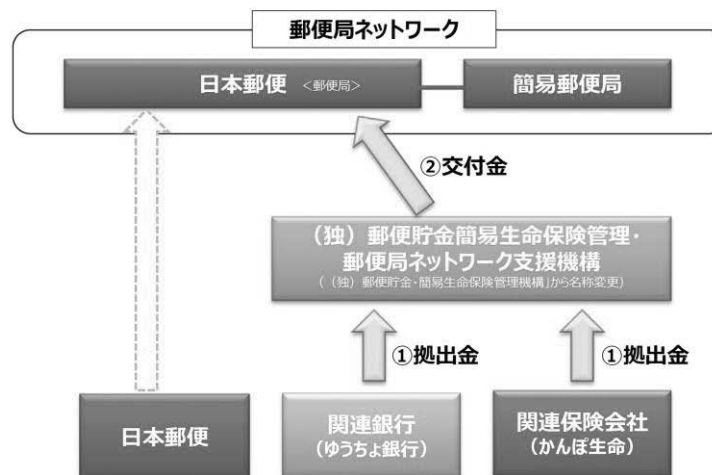 郵便局ネットワーク
日本郵便 <郵便局>
簡易郵便局
②交付金
（独）郵便貯金簡易生命保険管理・
郵便局ネットワーク支援機構
(（独）郵便貯金・簡易生命保険管理機構」から名称変更)
①拠出金
①拠出金
日本郵便
関連銀行
(ゆうちょ銀行)
関連保険会社
(かんぽ生命)